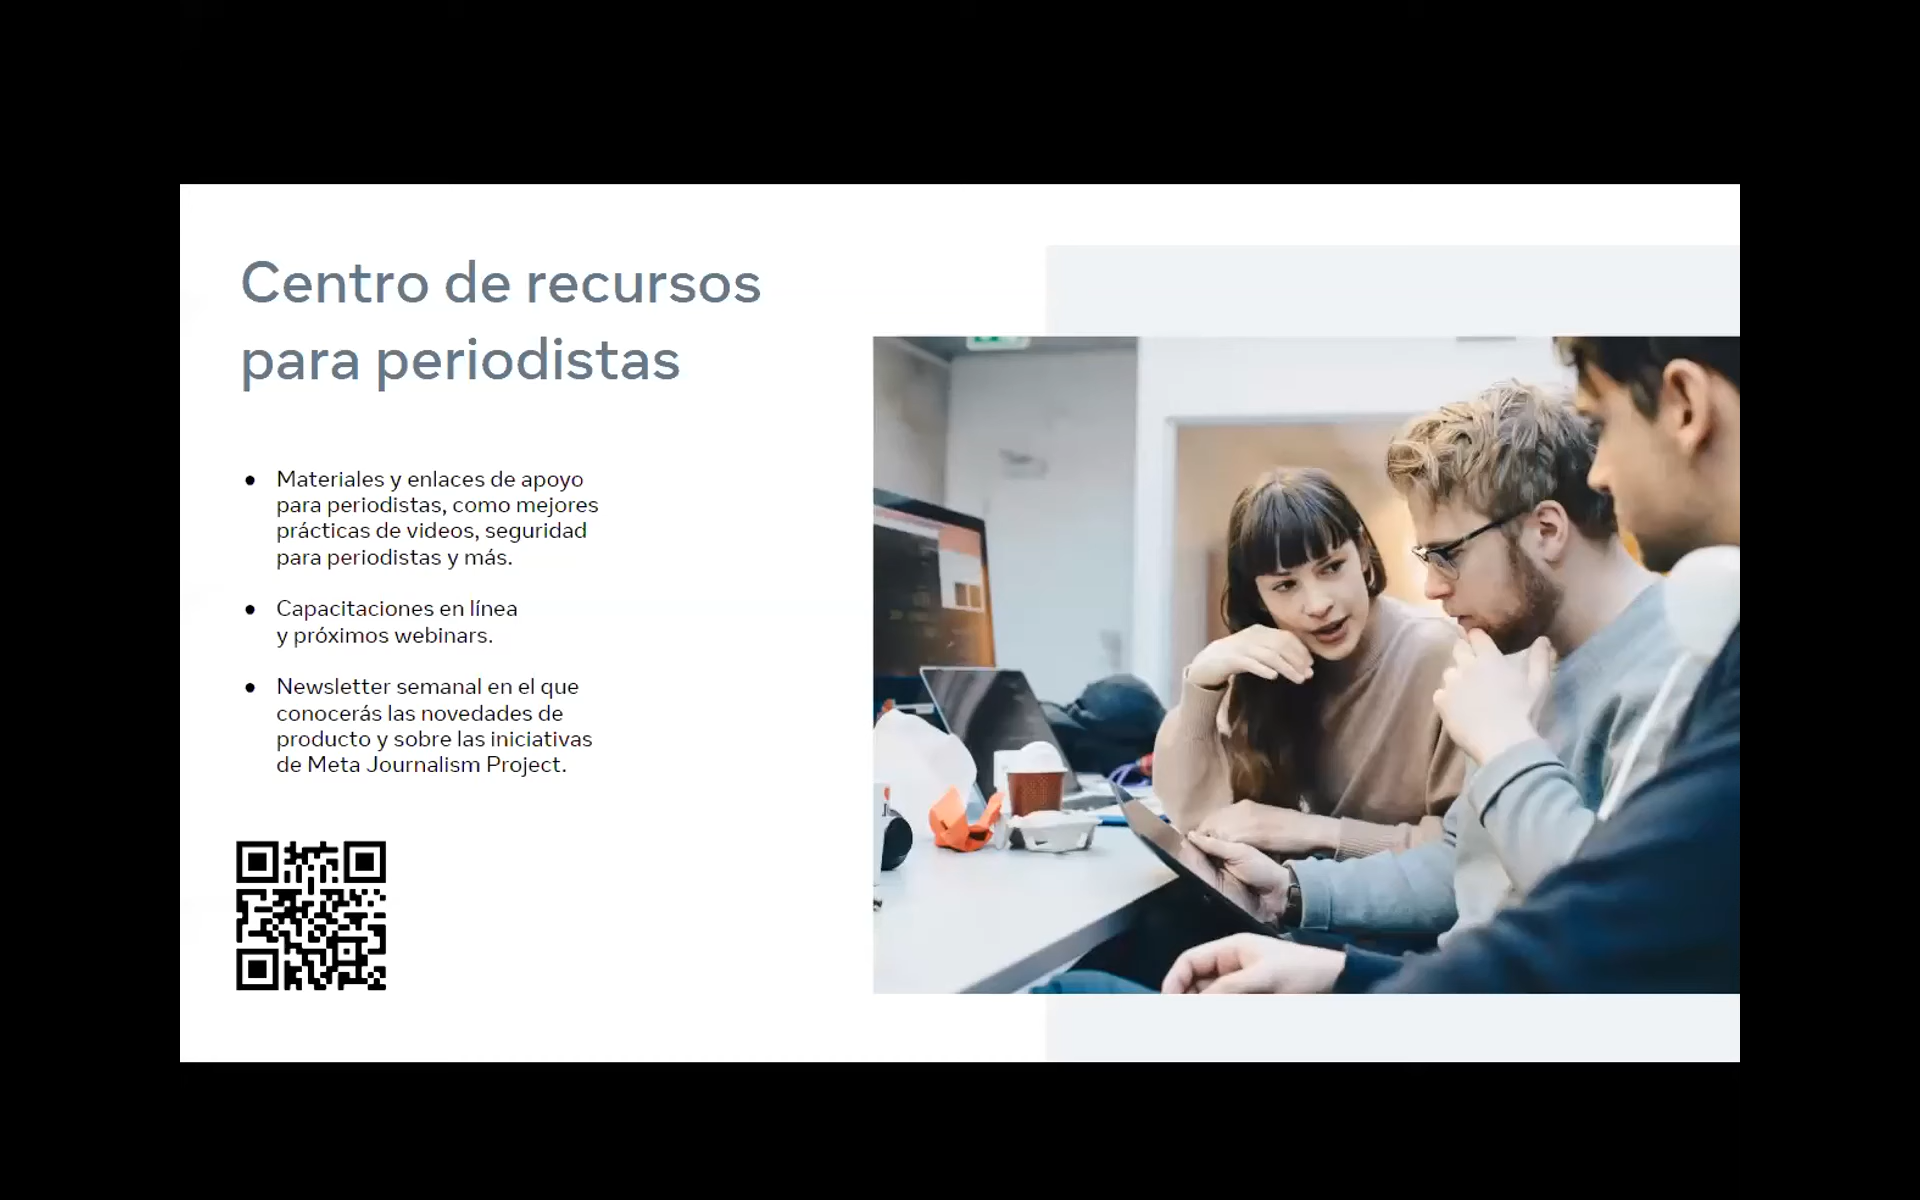 Centro de recursos
para periodistas
● Materiales y enlaces de apoyo
para periodistas, como mejores
prácticas de videos, seguridad
para periodistas y más.
● Capacitaciones en línea
y próximos webinars.
● Newsletter semanal en el que
conocerás las novedades de
producto y sobre las iniciativas
de Meta Journalism Project.